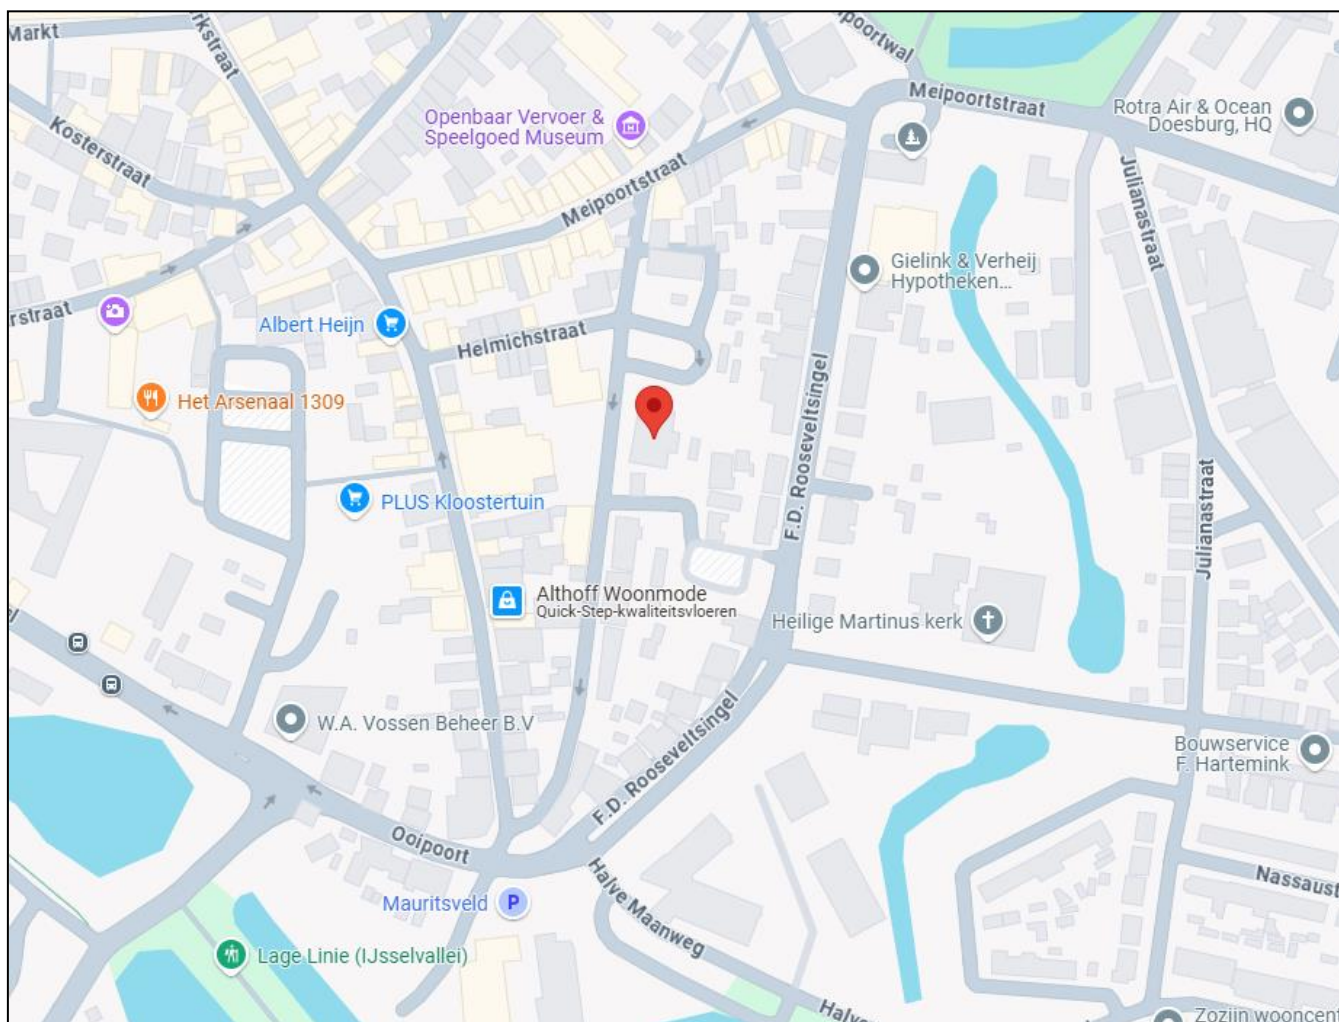 Markt
rkstraat
Kosterstraat
Openbaar Vervoer &
Speelgoed Museum
Meipoortstraat
ipoortwal
Meipoortstraat
Rotra Air & Ocean
Doesburg, HQ
Julianastraat
Gielink & Verheij
Hypotheken...
rstraat
Albert Heijn
Helmichstraat
Het Arsenaal 1309
F.D. Rooseveltsingel
PLUS Kloostertuin
Julianastraat
Althoff Woonmode
Quick-Step-kwaliteitsvloeren
Heilige Martinus kerk
W.A. Vossen Beheer B.V
F.D. Rooseveltsingel
Bouwservice
F. Hartemink
Ooipoort
Nassaust
Mauritsveld
P
Halve Maanweg
Lage Linie (IJsselvallei)
Halve
Zozijn wooncent